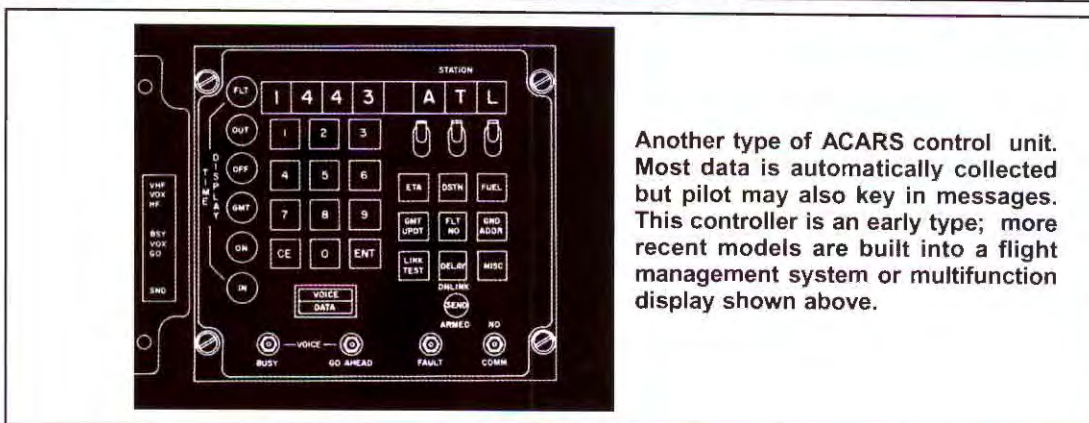 STATION
FLT
1 4 4 3 A T L
OUT
1 2 3
OFF
4 5 6
ETA DSTN FUEL
TIME DISPLAY
GMT
7 8 9
GMT UPDT FLT NO GND ADDR
ON
CE 0 ENT
LINK TEST DELAY MISC
IN
VOICE
DATA
DNLINK
SEND
ARMED
NO
VOICE
BUSY GO AHEAD FAULT COMM
VHF
VOX
HF
BSY
VOX
GO
SND
Another type of ACARS control unit.
Most data is automatically collected
but pilot may also key in messages.
This controller is an early type; more
recent models are built into a flight
management system or multifunction
display shown above.